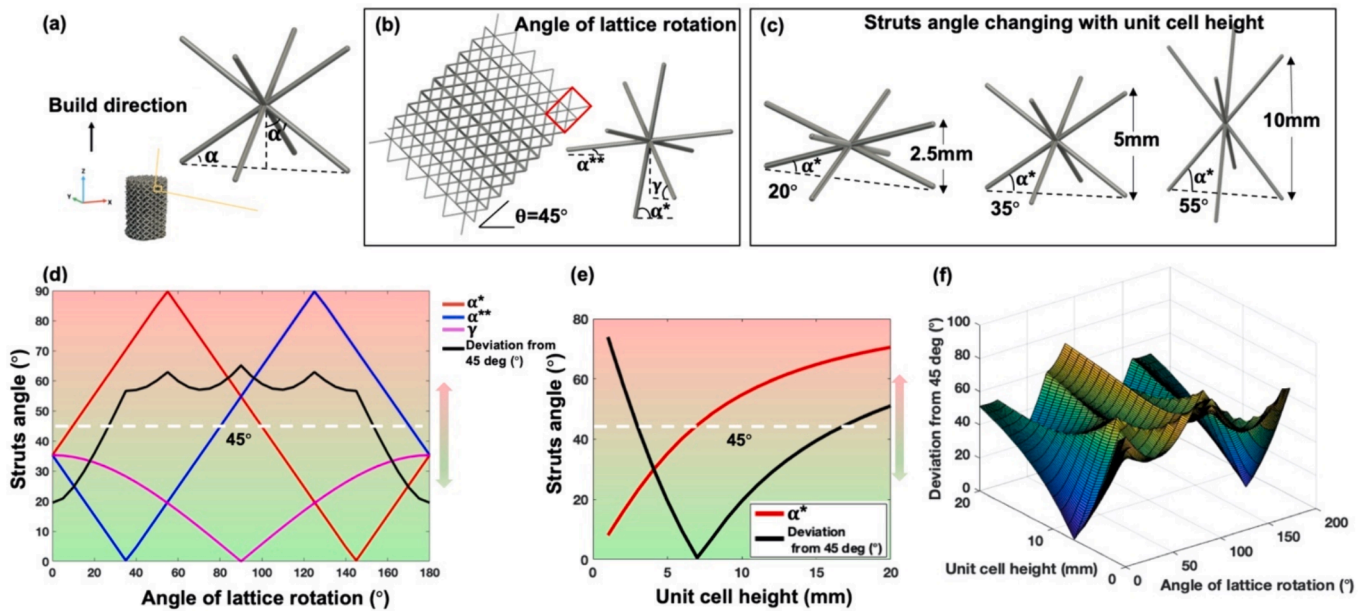 (a)
Build direction
Z
Y
X
α
α'
(b)
Angle of lattice rotation
θ=45°
α**
γ
α*
(c)
Struts angle changing with unit cell height
α*
20°
2.5mm
α*
35°
5mm
α*
55°
10mm
(d)
Struts angle (°)
90
80
70
60
50
40
30
20
10
0
45°
0 20 40 60 80 100 120 140 160 180
Angle of lattice rotation (°)
α*
α**
γ
Deviation from
45 deg (°)
(e)
Struts angle (°)
80
70
60
50
40
30
20
10
0
45°
α*
Deviation
from 45 deg (°)
0 5 10 15 20
Unit cell height (mm)
(f)
Deviation from 45 deg (°)
100
80
60
40
20
0
20
10
0
Unit cell height (mm)
0
50
100
150
200
Angle of lattice rotation (°)